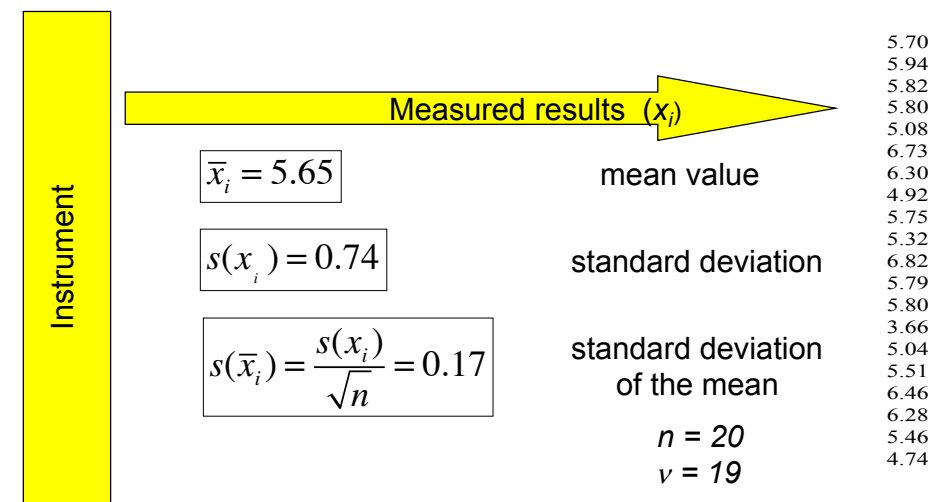 Instrument
Measured results (xᵢ)
x̄ᵢ = 5.65
mean value
s(xᵢ) = 0.74
standard deviation
s(x̄ᵢ) = s(xᵢ)/√n = 0.17
standard deviation
of the mean
n = 20
ν = 19
5.70
5.94
5.82
5.80
5.08
6.73
6.30
4.92
5.75
5.32
6.82
5.79
5.80
3.66
5.04
5.51
6.46
6.28
5.46
4.74